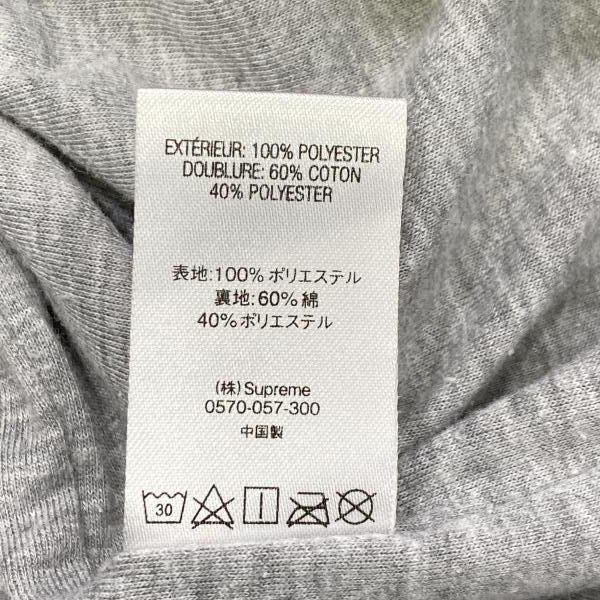 EXTÉRIEUR: 100% POLYESTER
DOUBLURE: 60% COTON
40% POLYESTER
表地:100% ポリエステル
裏地:60% 綿
40% ポリエステル
(株) Supreme
0570-057-300
中国製
30